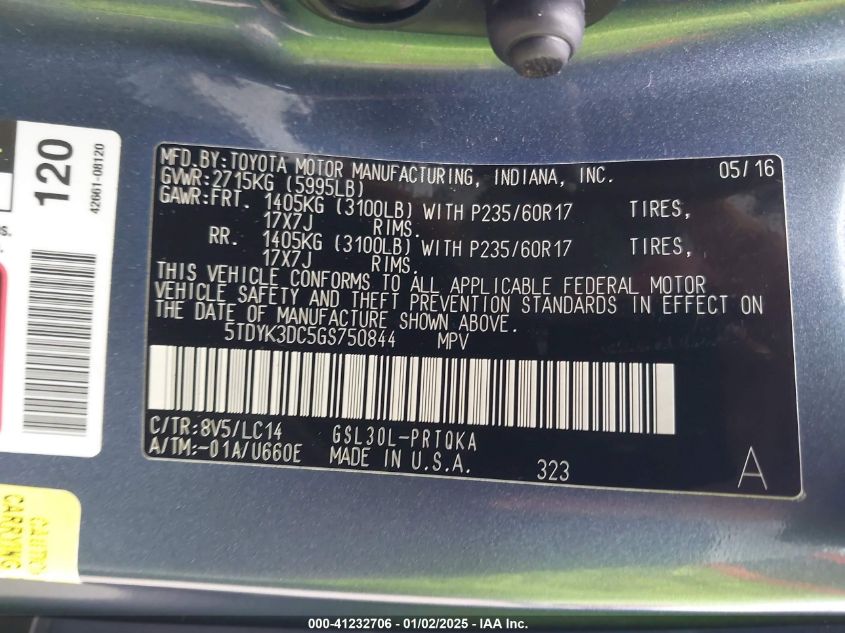 120
42661-08120
MFD.BY:TOYOTA MOTOR MANUFACTURING, INDIANA, INC. 05/16
GVWR:2715KG (5995LB)
GAWR:FRT. 1405KG (3100LB) WITH P235/60R17 TIRES,
17X7J RIMS.
RR. 1405KG (3100LB) WITH P235/60R17 TIRES,
17X7J RIMS.
THIS VEHICLE CONFORMS TO ALL APPLICABLE FEDERAL MOTOR
VEHICLE SAFETY AND THEFT PREVENTION STANDARDS IN EFFECT ON
THE DATE OF MANUFACTURE SHOWN ABOVE.
5TDYK3DC5GS750844 MPV
C/TR:8V5/LC14 GSL30L-PRTQKA
A/TM:-01A/U660E MADE IN U.S.A. 323 A
CAUTIO
CARRYING
000-41232706 - 01/02/2025 - IAA Inc.